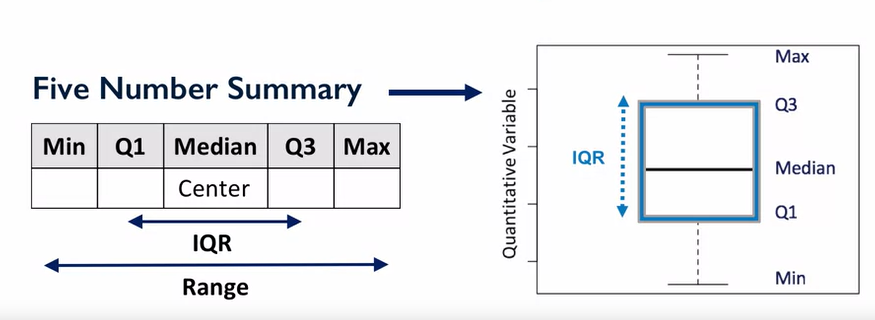 Five Number Summary
Min Q1 Median Q3 Max
Center
IQR
Range
Quantitative Variable
IQR
Max
Q3
Median
Q1
Min